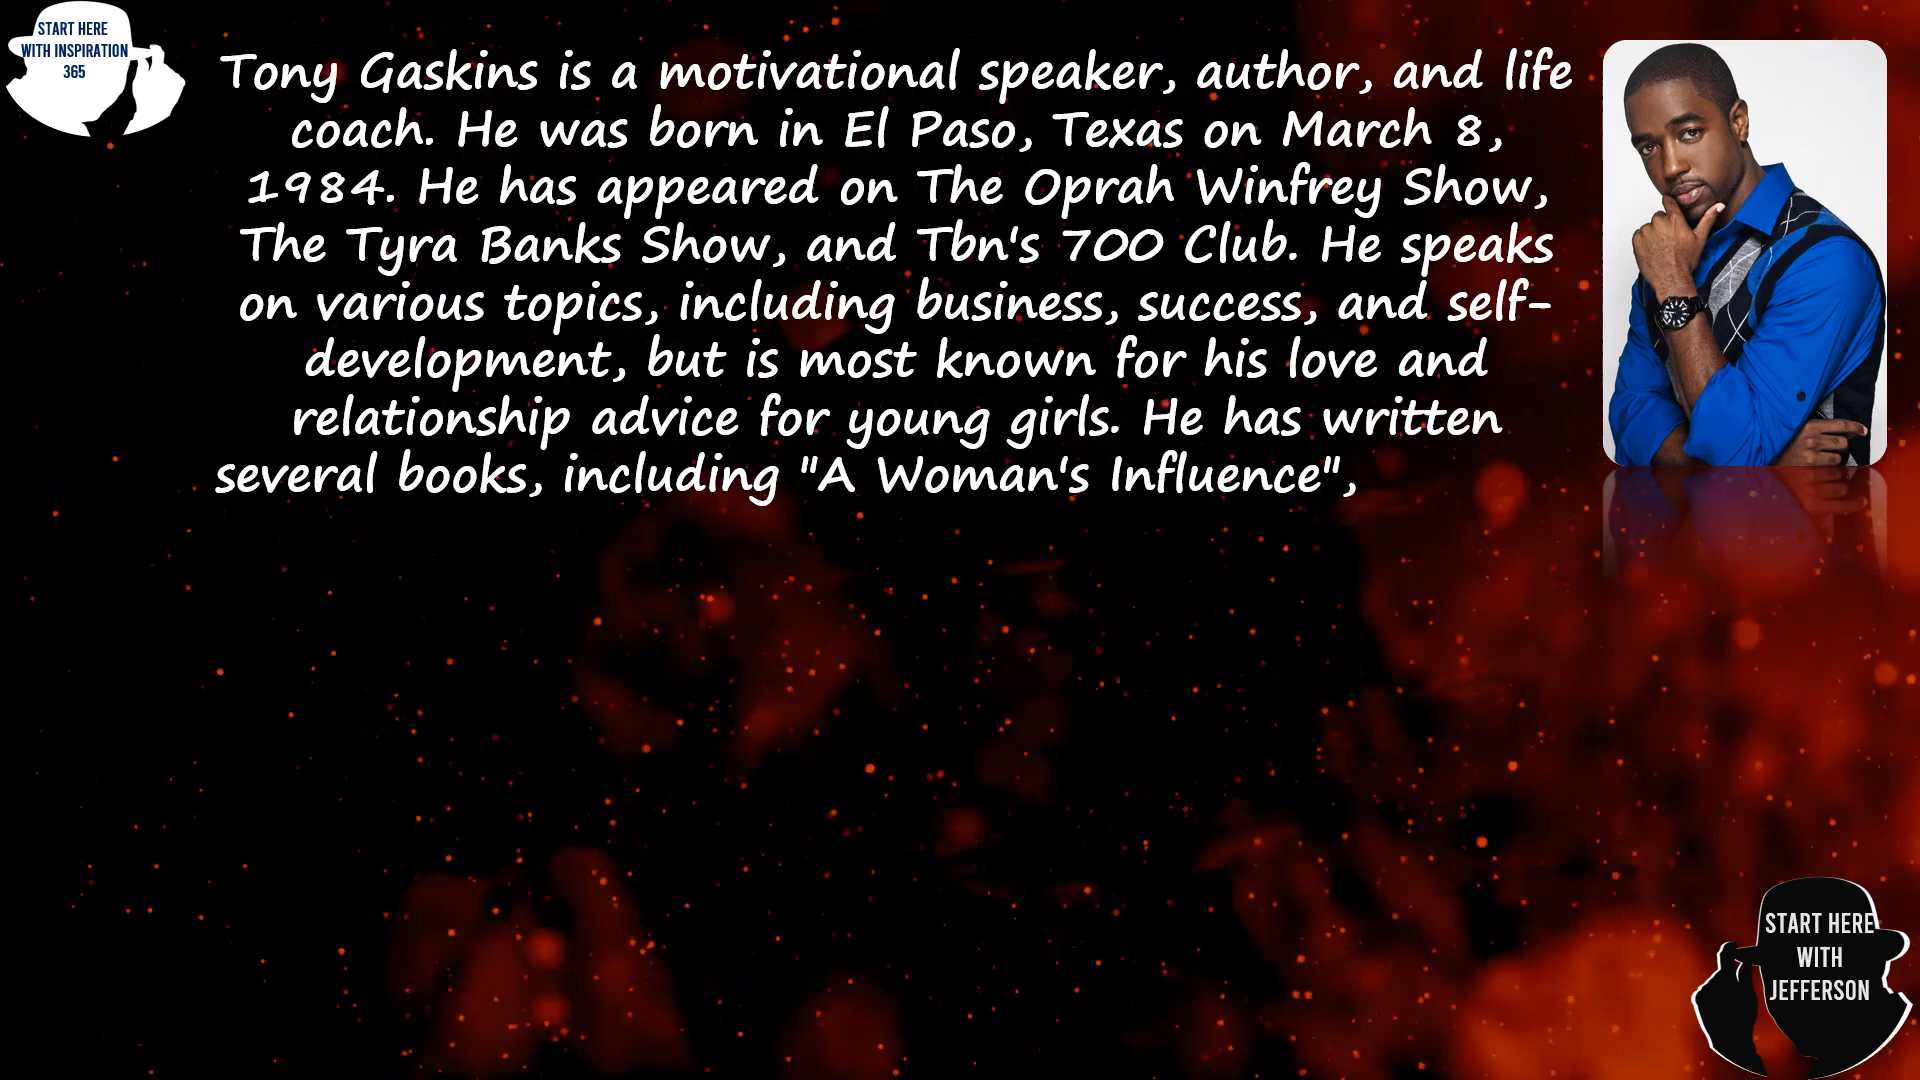 START HERE
WITH INSPIRATION
365
Tony Gaskins is a motivational speaker, author, and life
coach. He was born in El Paso, Texas on March 8,
1984. He has appeared on The Oprah Winfrey Show,
The Tyra Banks Show, and Tbn's 700 Club. He speaks
on various topics, including business, success, and self-
development, but is most known for his love and
relationship advice for young girls. He has written
several books, including "A Woman's Influence",
START HERE
WITH
JEFFERSON